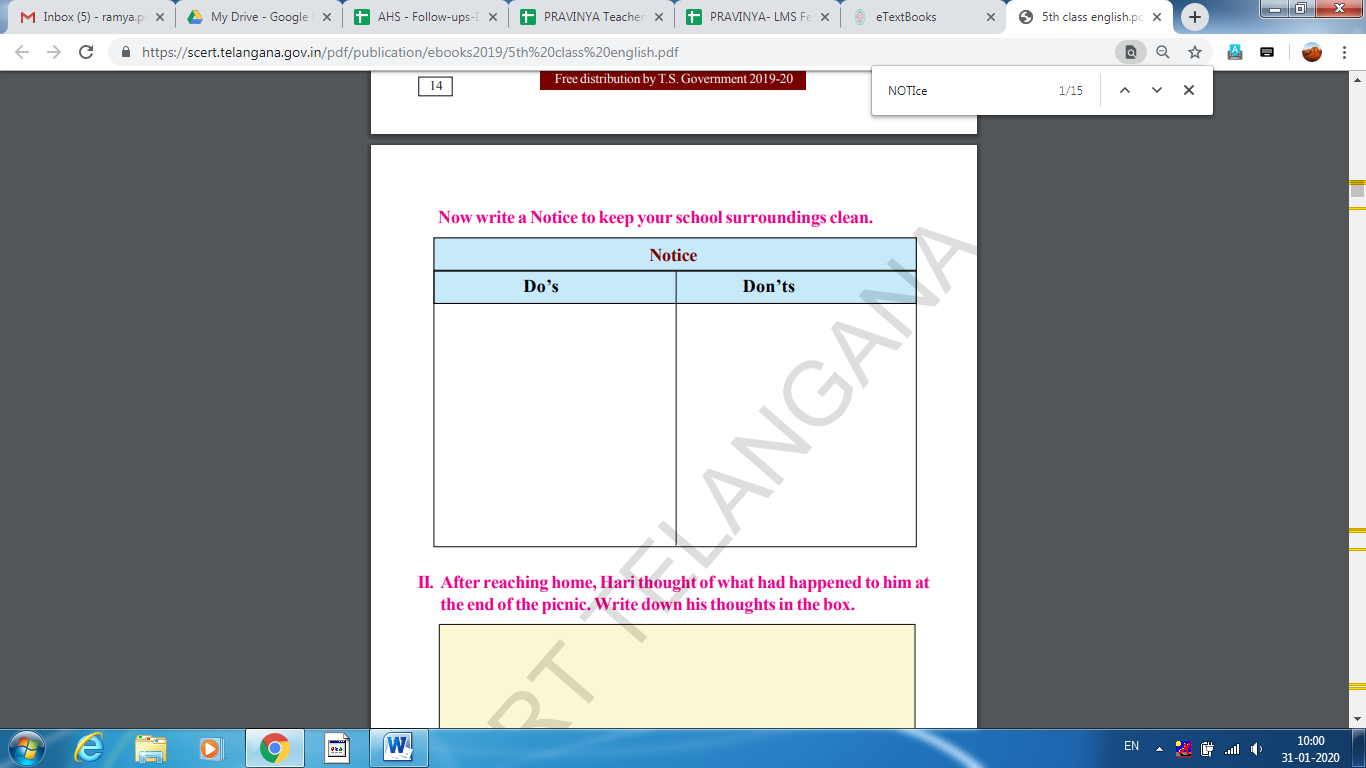 Inbox (5) - ramya.p
My Drive - Google
AHS - Follow-ups-
PRAVINYA Teacher
PRAVINYA- LMS Fe
eTextBooks
5th class english.pd
https://scert.telangana.gov.in/pdf/publication/ebooks2019/5th%20class%20english.pdf
NOTIce 1/15
14
Free distribution by T.S. Government 2019-20
Now write a Notice to keep your school surroundings clean.
Notice
Do's Don'ts
II. After reaching home, Hari thought of what had happened to him at
the end of the picnic. Write down his thoughts in the box.
RT TELANGANA
EN
10:00
31-01-2020